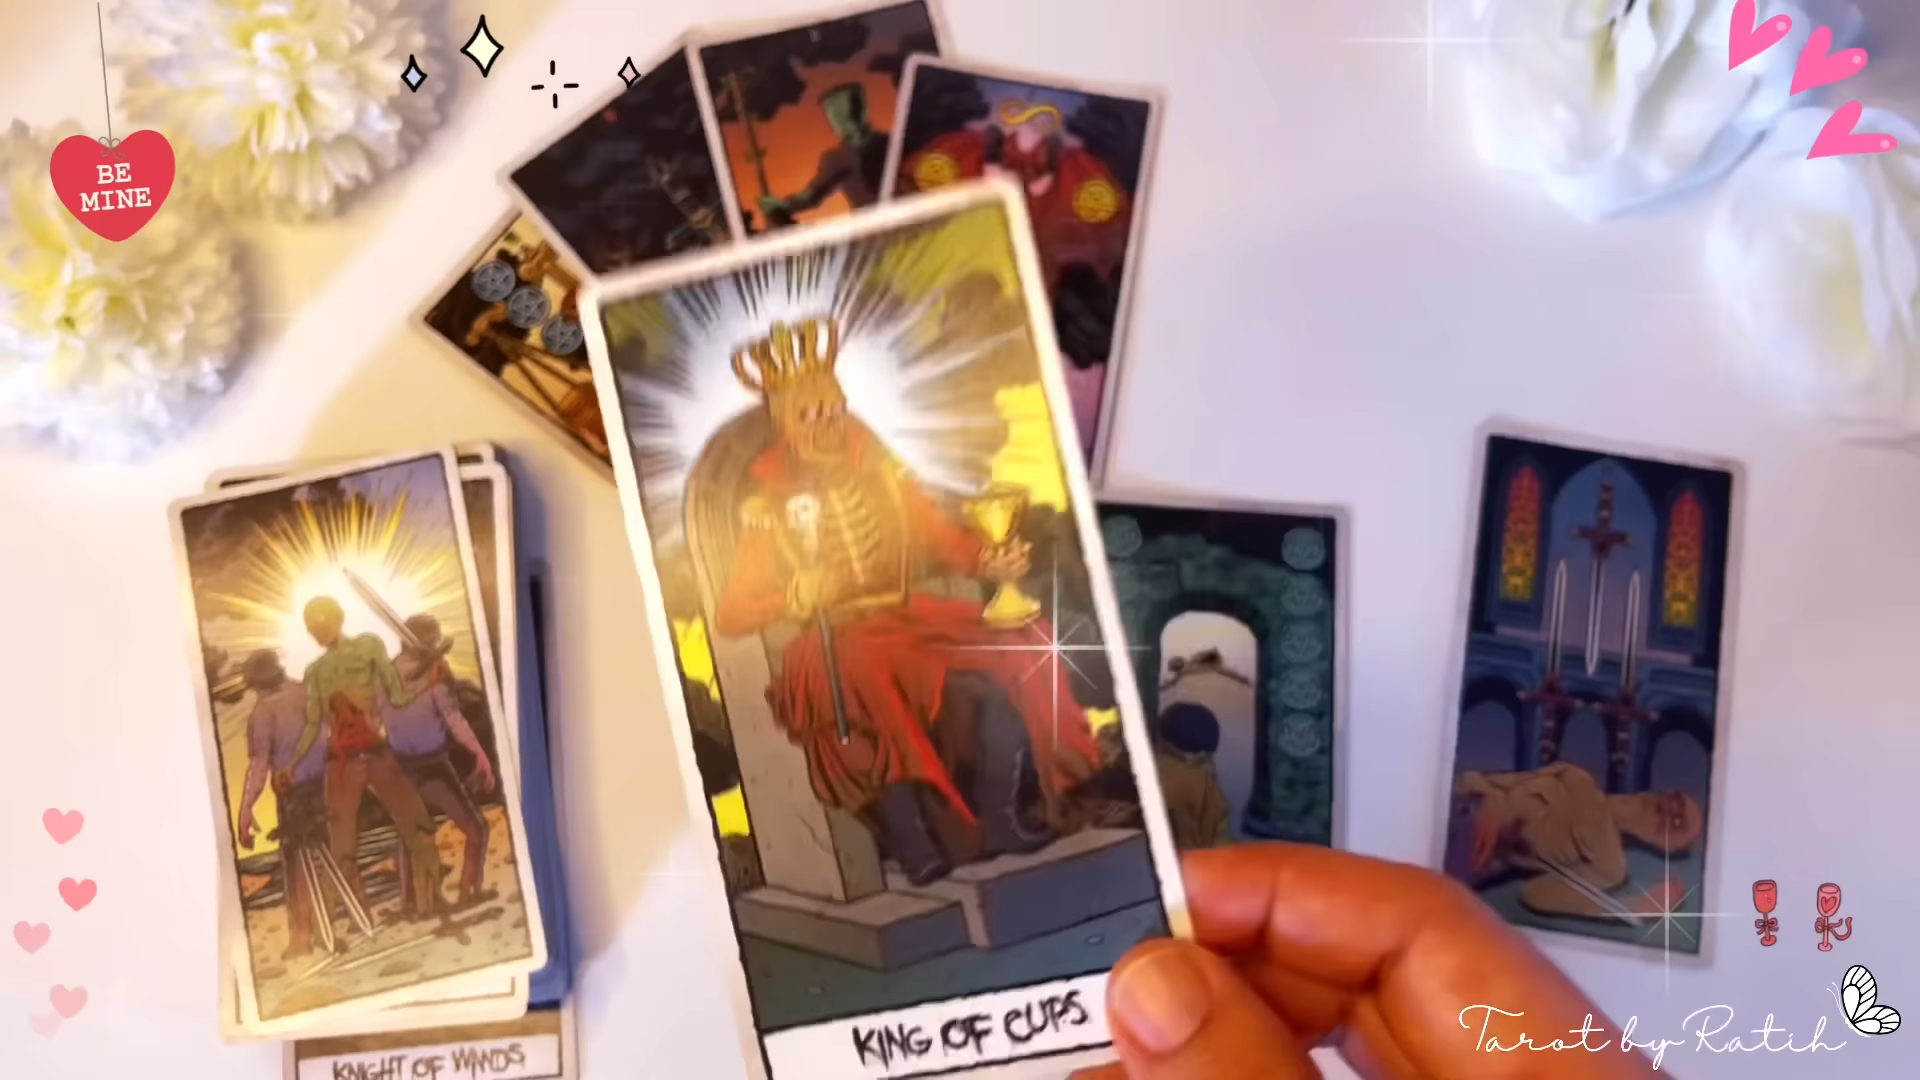 BE
MINE
KING OF CUPS
KNIGHT OF WANDS
Tarot by Ratih